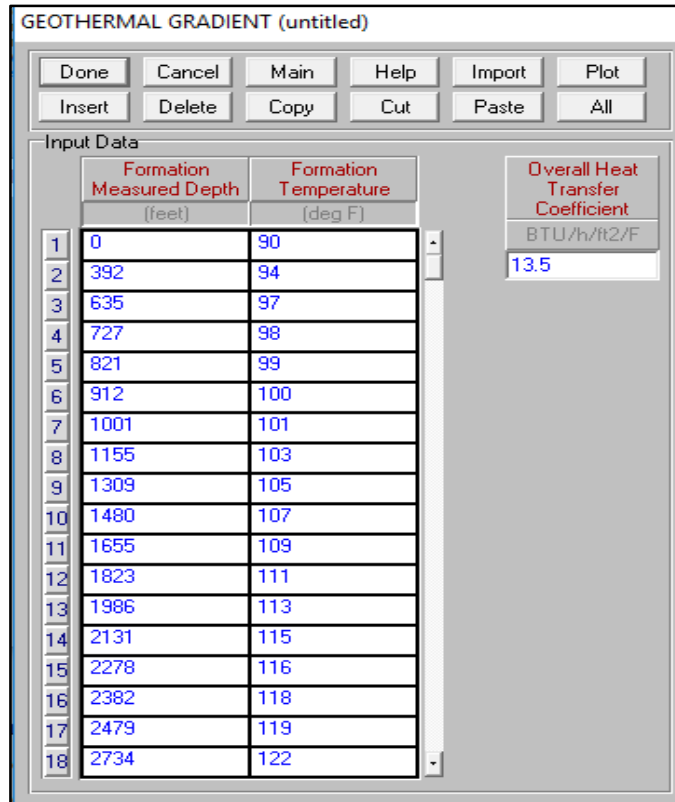 GEOTHERMAL GRADIENT (untitled)
Done Cancel Main Help Import Plot
Insert Delete Copy Cut Paste All
Input Data
Formation Measured Depth Formation Temperature Overall Heat Transfer Coefficient
(feet) (deg F) BTU/h/ft2/F
13.5
1 0 90
2 392 94
3 635 97
4 727 98
5 821 99
6 912 100
7 1001 101
8 1155 103
9 1309 105
10 1480 107
11 1655 109
12 1823 111
13 1986 113
14 2131 115
15 2278 116
16 2382 118
17 2479 119
18 2734 122